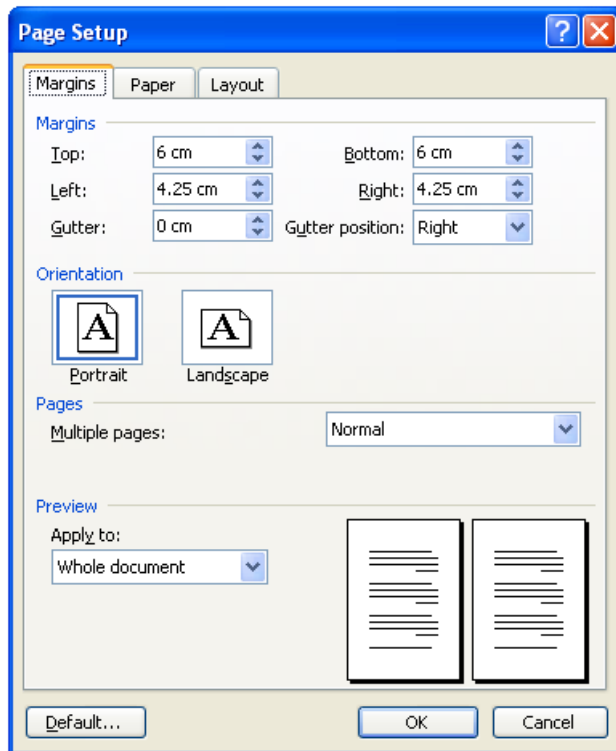 Page Setup
Margins Paper Layout
Margins
Top: 6 cm Bottom: 6 cm
Left: 4.25 cm Right: 4.25 cm
Gutter: 0 cm Gutter position: Right
Orientation
A A
Portrait Landscape
Pages
Multiple pages: Normal
Preview
Apply to:
Whole document
Default... OK Cancel